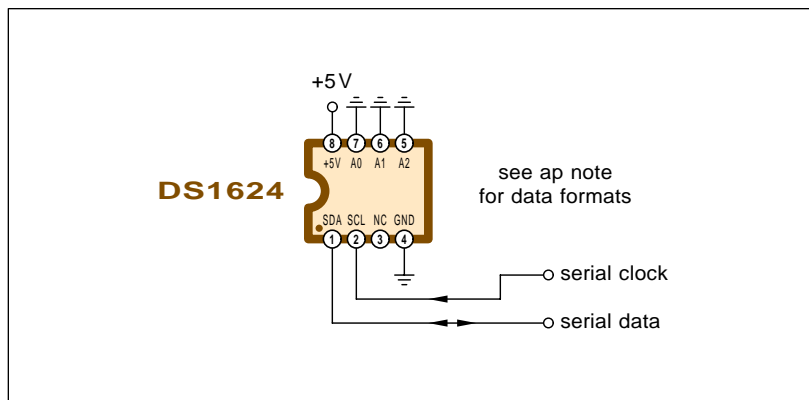 +5V
8 7 6 5
+5V A0 A1 A2
DS1624
see ap note
for data formats
SDA SCL NC GND
1 2 3 4
serial clock
serial data